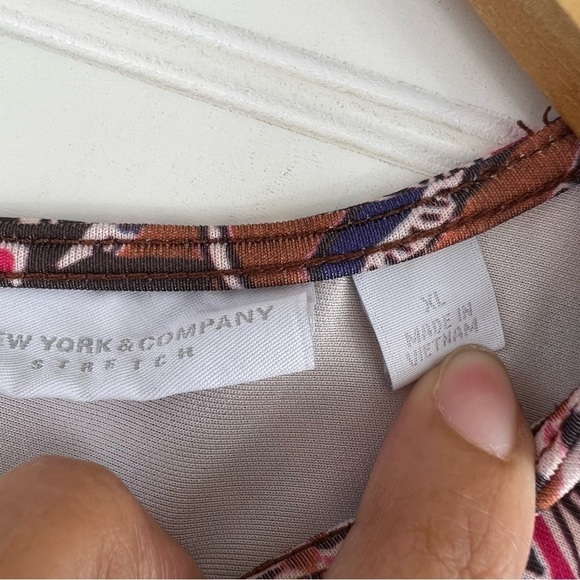 EW YORK & COMPANY
STRETCH
XL
MADE IN
VIETNAM